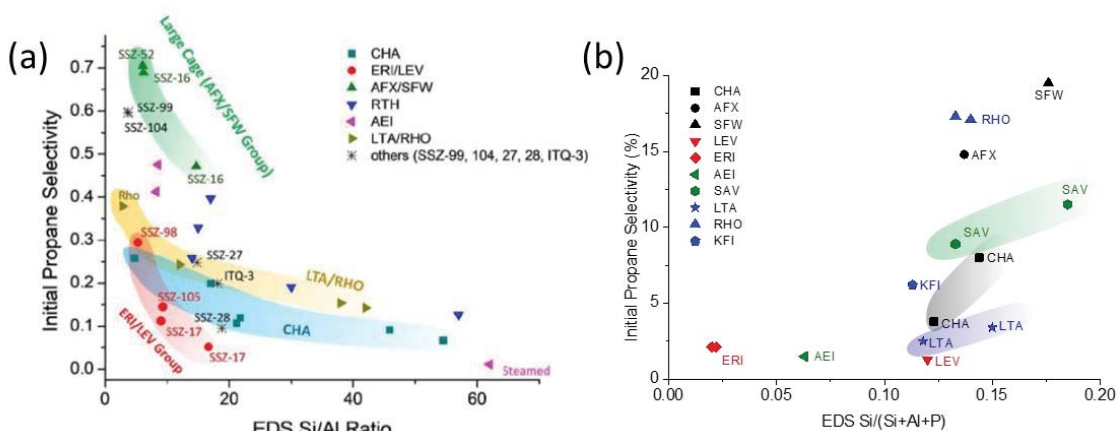 (a)
Initial Propane Selectivity
0.7
0.6
0.5
0.4
0.3
0.2
0.1
0.0
0
20
40
60
EDS Si/Al Ratio
Large Cage (AFX/SFW Group)
SSZ-52
SSZ-16
SSZ-99
SSZ-104
SSZ-16
Rho
SSZ-98
SSZ-27
ITQ-3
LTA/RHO
SSZ-105
SSZ-28
SSZ-17
CHA
SSZ-17
ERI/LEV Group
Steamed
CHA
ERI/LEV
AFX/SFW
RTH
AEI
LTA/RHO
others (SSZ-99, 104, 27, 28, ITQ-3)
(b)
Initial Propane Selectivity (%)
20
15
10
5
0
0.00
0.05
0.10
0.15
0.20
EDS Si/(Si+Al+P)
CHA
AFX
SFW
LEV
ERI
AEI
SAV
LTA
RHO
KFI
SFW
RHO
AFX
SAV
SAV
CHA
KFI
CHA
LTA
LTA
LEV
ERI
AEI